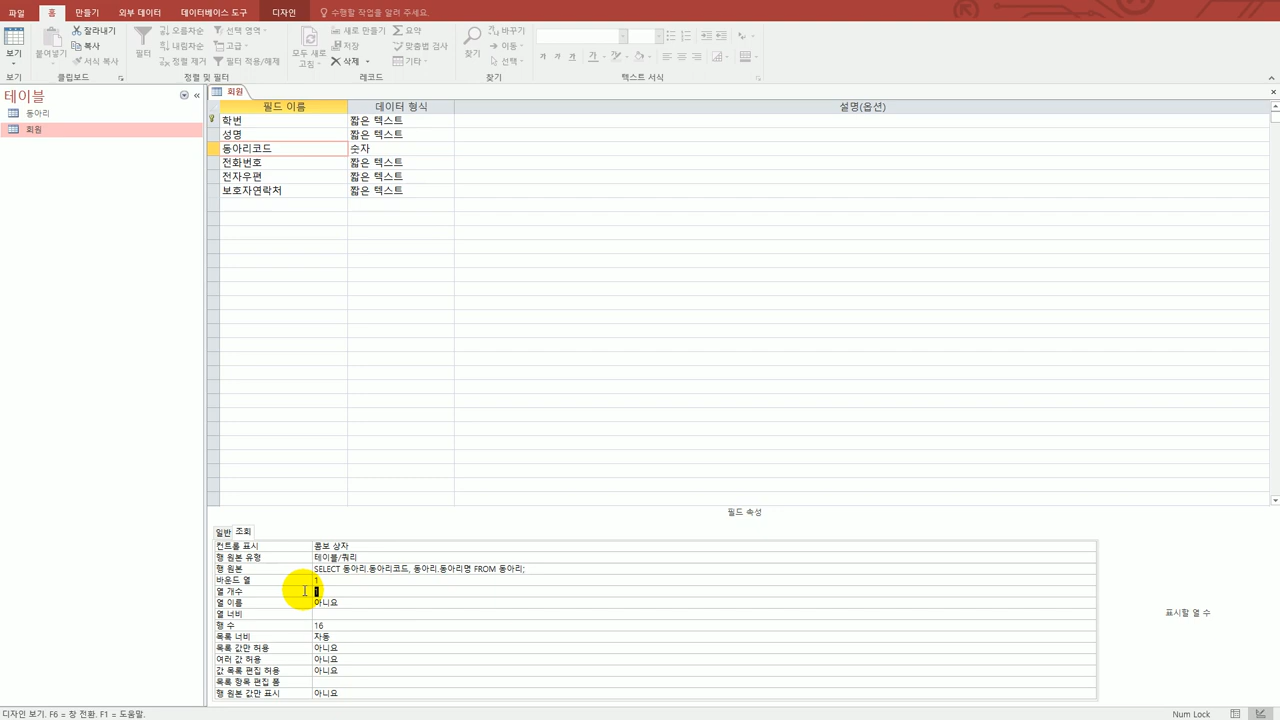 파일 홈 만들기 외부 데이터 데이터베이스 도구 디자인 수행할 작업을 알려 주세요.
보기
붙여넣기
잘라내기
복사
서식 복사
필터
오름차순
내림차순
정렬 제거
선택 영역
고급
필터 적용/해제
모두 새로
고침
새로 만들기
저장
삭제
요약
맞춤법 검사
기타
찾기
바꾸기
이동
선택
가 가 가 가
보기 클립보드 정렬 및 필터 레코드 찾기 텍스트 서식
테이블
동아리
회원
회원
필드 이름 데이터 형식 설명(옵션)
학번 짧은 텍스트
성명 짧은 텍스트
동아리코드 숫자
전화번호 짧은 텍스트
전자우편 짧은 텍스트
보호자연락처 짧은 텍스트
필드 속성
일반 조회
컨트롤 표시 콤보 상자
행 원본 유형 테이블/쿼리
행 원본 SELECT 동아리.동아리코드, 동아리.동아리명 FROM 동아리;
바운드 열 1
열 개수 1
열 이름 아니요
열 너비
행 수 16
목록 너비 자동
목록 값만 허용 아니요
여러 값 허용 아니요
값 목록 편집 허용 아니요
목록 항목 편집 폼
행 원본 값만 표시 아니요
표시할 열 수
디자인 보기. F6 = 창 전환. F1 = 도움말. Num Lock